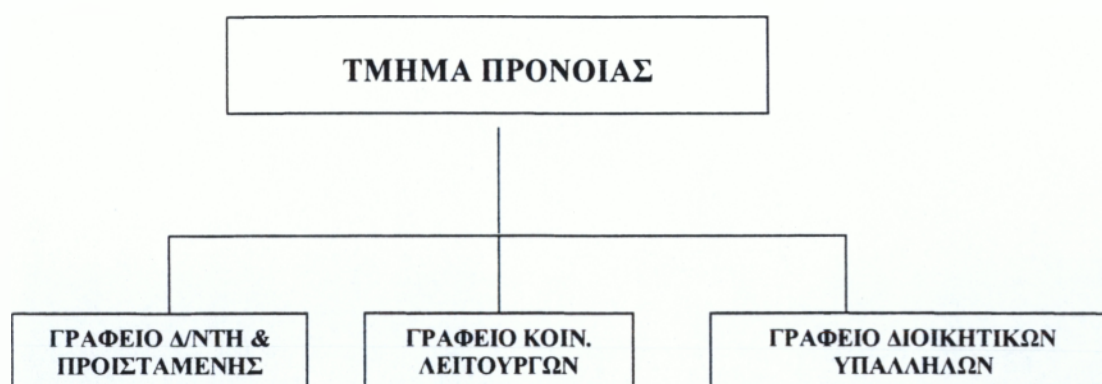 ΤΜΗΜΑ ΠΡΟΝΟΙΑΣ
ΓΡΑΦΕΙΟ Δ/ΝΤΗ &
ΠΡΟΙΣΤΑΜΕΝΗΣ
ΓΡΑΦΕΙΟ ΚΟΙΝ.
ΛΕΙΤΟΥΡΓΩΝ
ΓΡΑΦΕΙΟ ΔΙΟΙΚΗΤΙΚΩΝ
ΥΠΑΛΛΗΛΩΝ